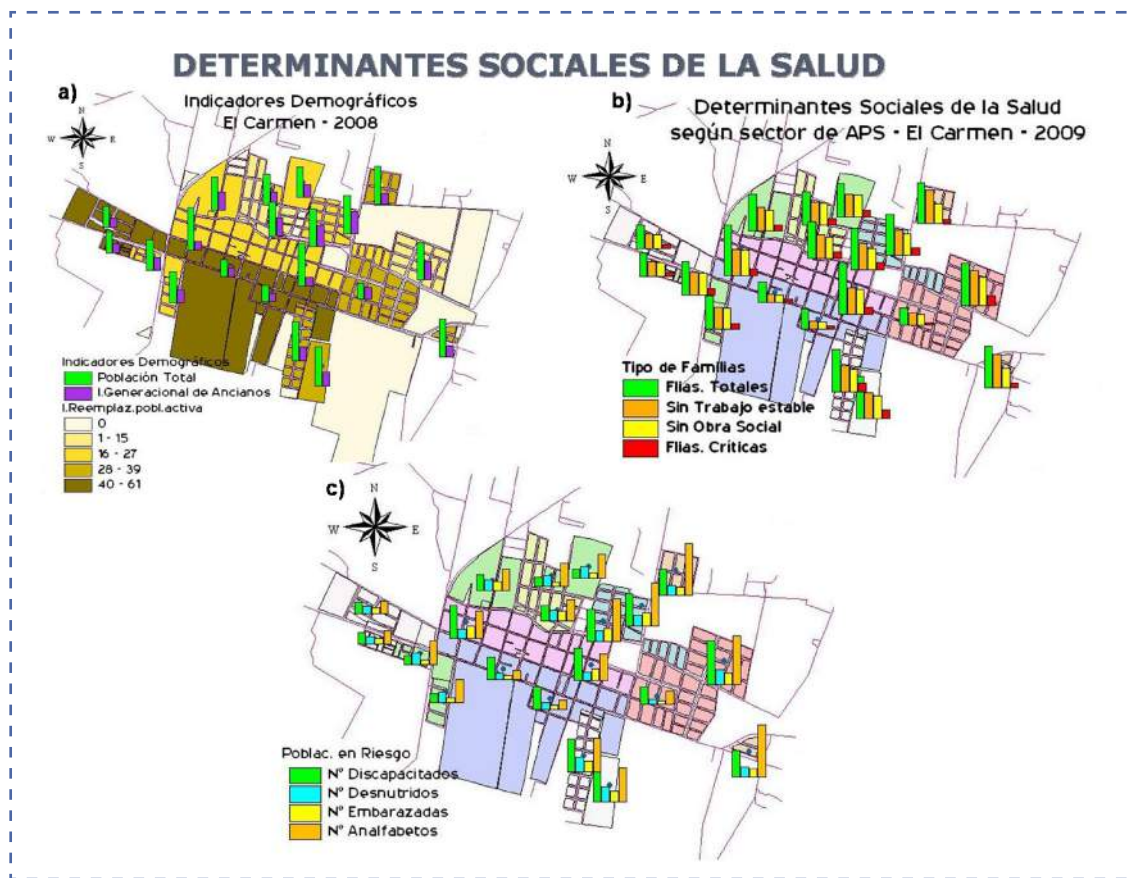 DETERMINANTES SOCIALES DE LA SALUD
a)
Indicadores Demográficos
El Carmen - 2008
N
W E
S
Indicadores Demográficos
Población Total
I.Generacional de Ancianos
I.Reemplaz.pobl.activa
0
1 - 15
16 - 27
28 - 39
40 - 61
b)
Determinantes Sociales de la Salud
según sector de APS - El Carmen - 2009
N
W E
S
Tipo de Familias
Flias. Totales
Sin Trabajo estable
Sin Obra Social
Flias. Críticas
c)
N
W E
S
Poblac. en Riesgo
N° Discapacitados
N° Desnutridos
N° Embarazadas
N° Analfabetos